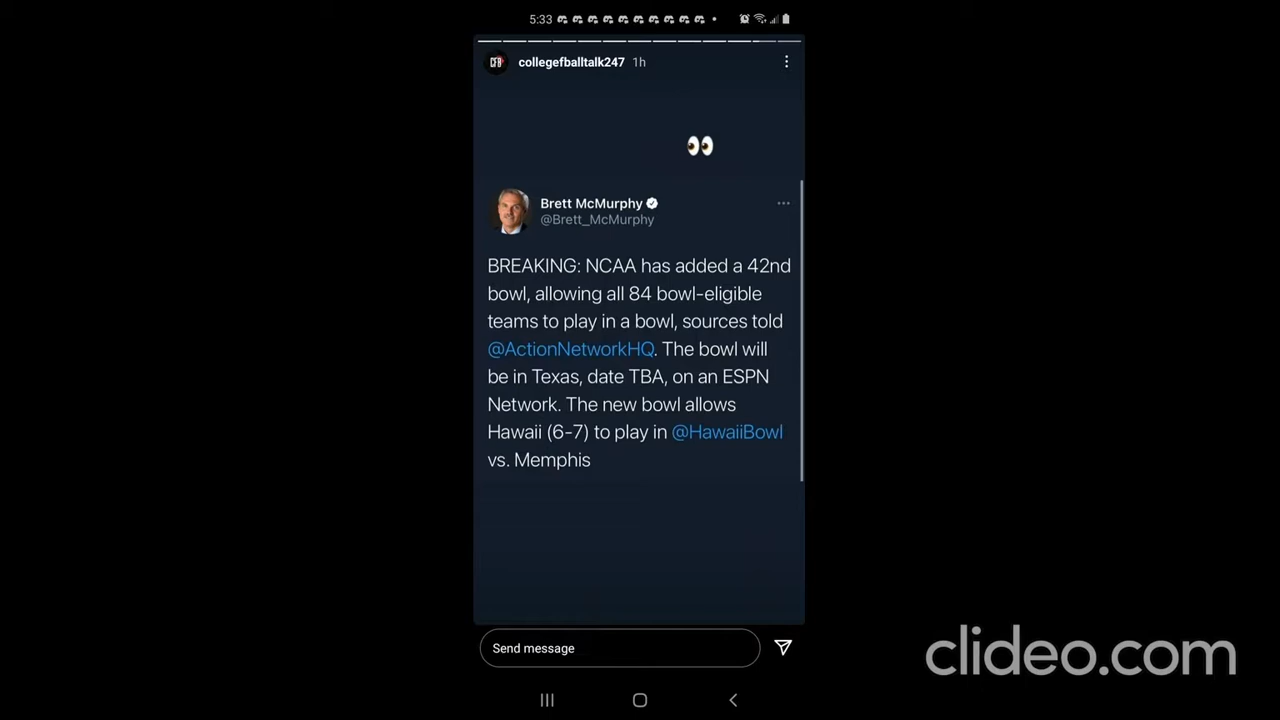 5:33
CFB
collegefballtalk247 1h
Brett McMurphy
@Brett_McMurphy
BREAKING: NCAA has added a 42nd
bowl, allowing all 84 bowl-eligible
teams to play in a bowl, sources told
@ActionNetworkHQ. The bowl will
be in Texas, date TBA, on an ESPN
Network. The new bowl allows
Hawaii (6-7) to play in @HawaiiBowl
vs. Memphis
Send message
clideo.com